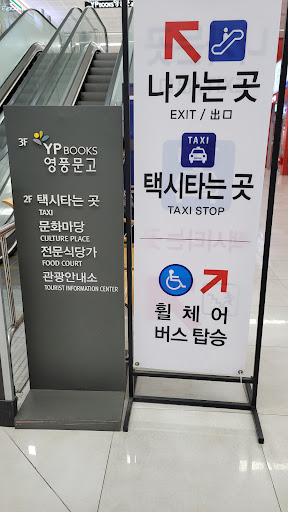 YP BOOKS
3F
YP BOOKS
영풍문고
2F 택시타는 곳
TAXI
문화마당
CULTURE PLACE
전문식당가
FOOD COURT
관광안내소
TOURIST INFORMATION CENTER
나가는 곳
EXIT / 出口
TAXI
택시타는 곳
TAXI STOP
휠체어
버스 탑승